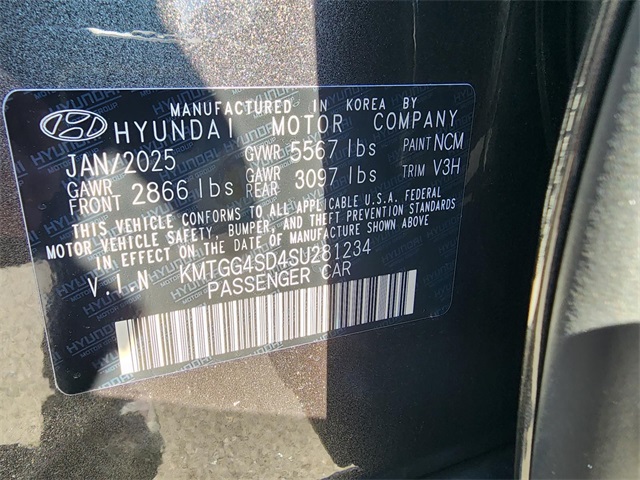 MANUFACTURED IN KOREA BY
HYUNDAI MOTOR COMPANY
JAN/2025 GVWR 5567 lbs PAINT NCM
GAWR FRONT 2866 lbs GAWR REAR 3097 lbs TRIM V3H
THIS VEHICLE CONFORMS TO ALL APPLICABLE U.S.A. FEDERAL
MOTOR VEHICLE SAFETY, BUMPER, AND THEFT PREVENTION STANDARDS
IN EFFECT ON THE DATE OF MANUFACTURE SHOWN ABOVE
V I N KMTGG4SD4SU281234
PASSENGER CAR